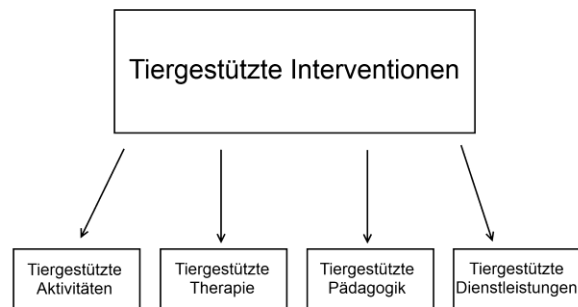 Tiergestützte Interventionen
Tiergestützte
Aktivitäten
Tiergestützte
Therapie
Tiergestützte
Pädagogik
Tiergestützte
Dienstleistungen